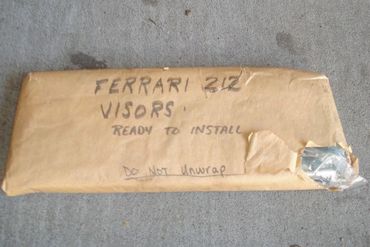 FERRARI 212
VISORS.
READY TO INSTALL
Do Not Unwrap